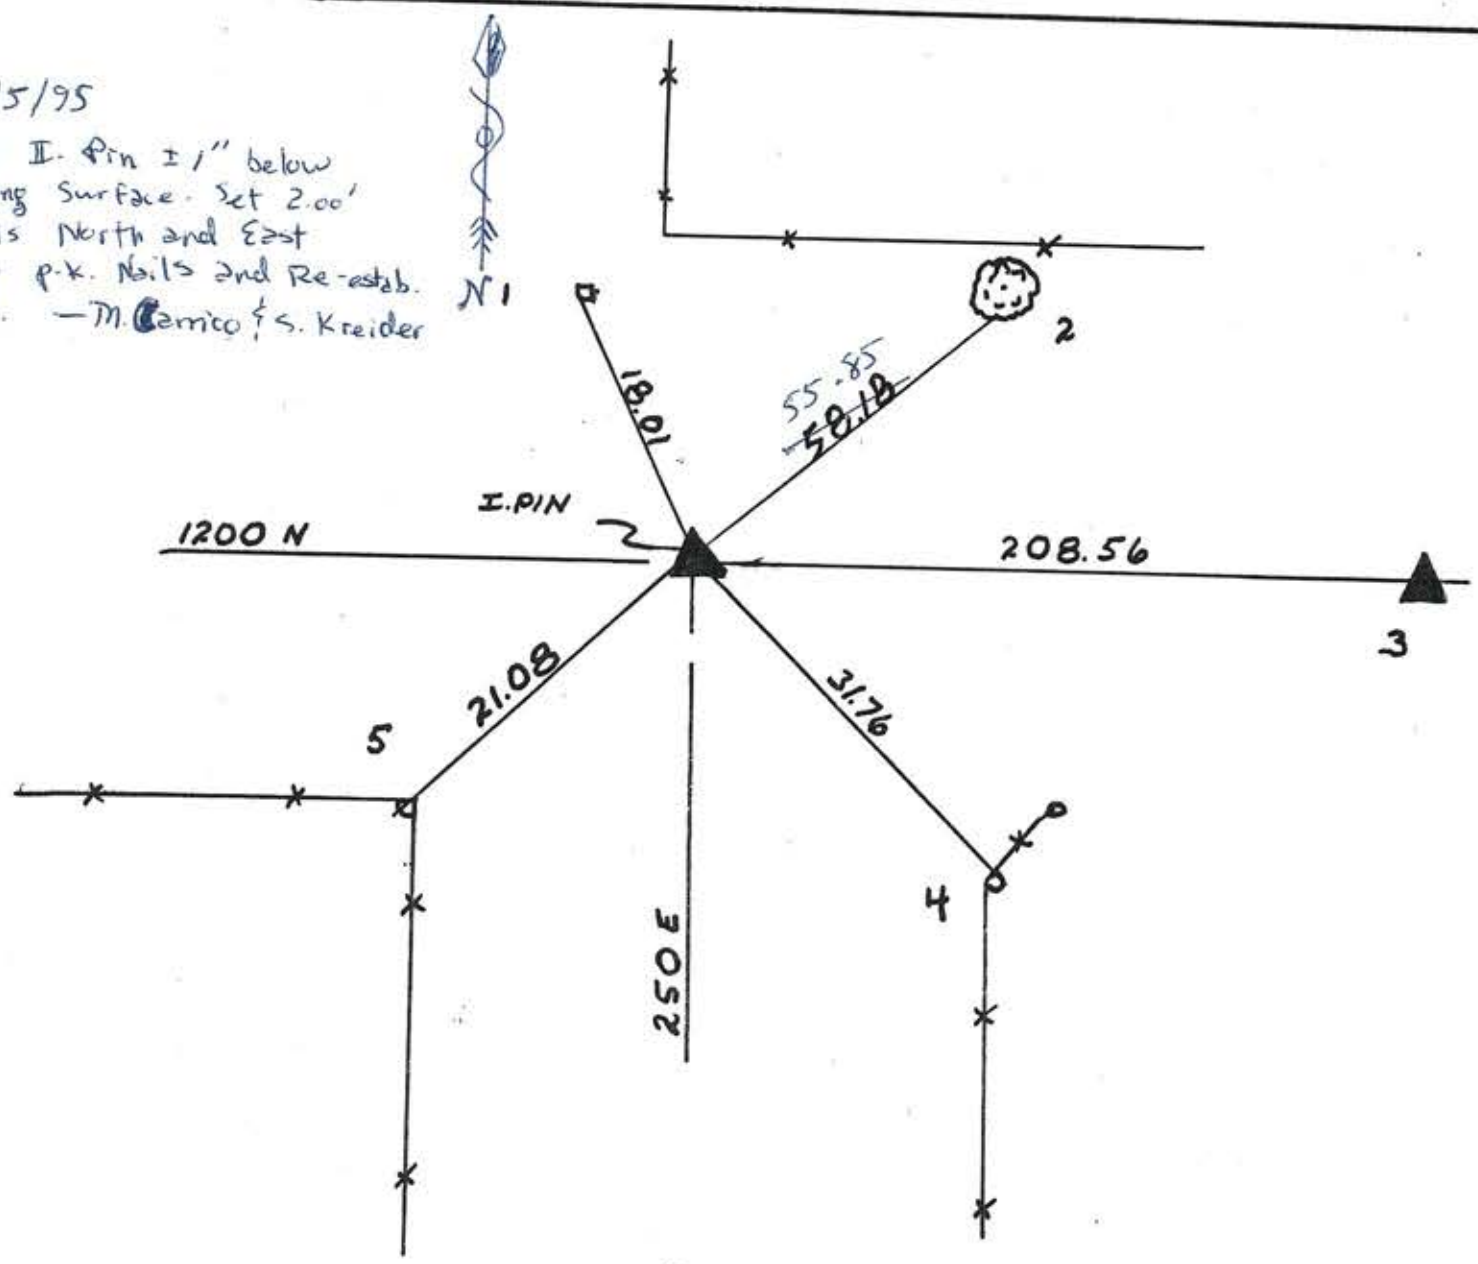 5/95
I. Pin ± 1" below
Surface. Set 2.00'
North and East
p.k. Nails and Re-estab.
— M. Carrico & S. Kreider
N
1
2
18.01
55.85
58.18
I.PIN
1200 N
208.56
3
21.08
31.76
5
4
250 E